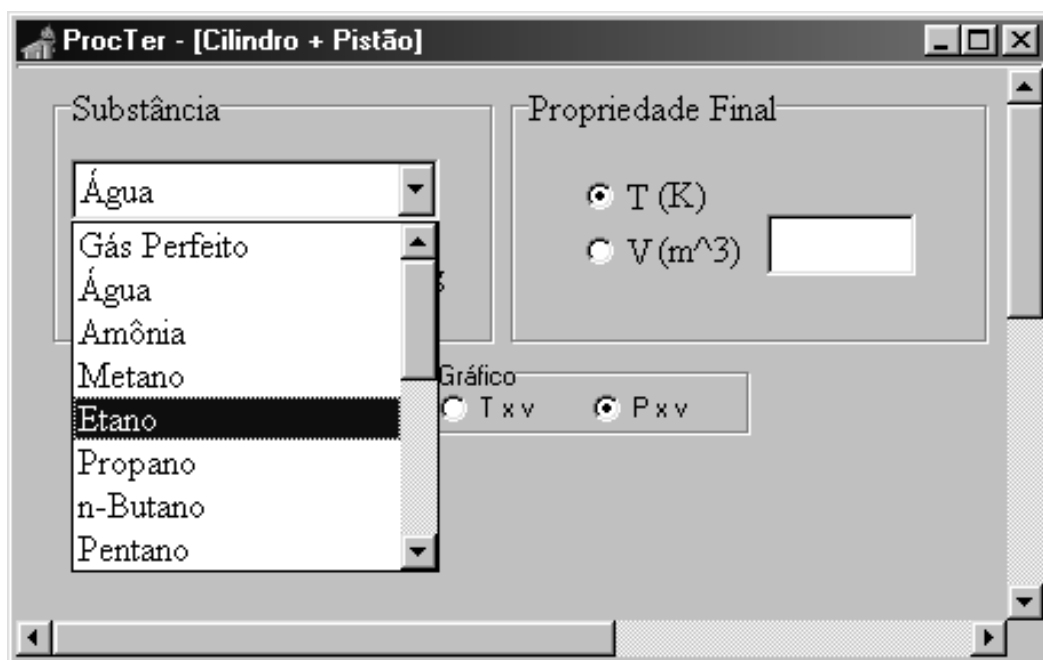 ProcTer - [Cilindro + Pistão]
Substância
Água
Gás Perfeito
Água
Amônia
Metano
Etano
Propano
n-Butano
Pentano
Propriedade Final
T (K)
V (m^3)
Gráfico
T x v
P x v